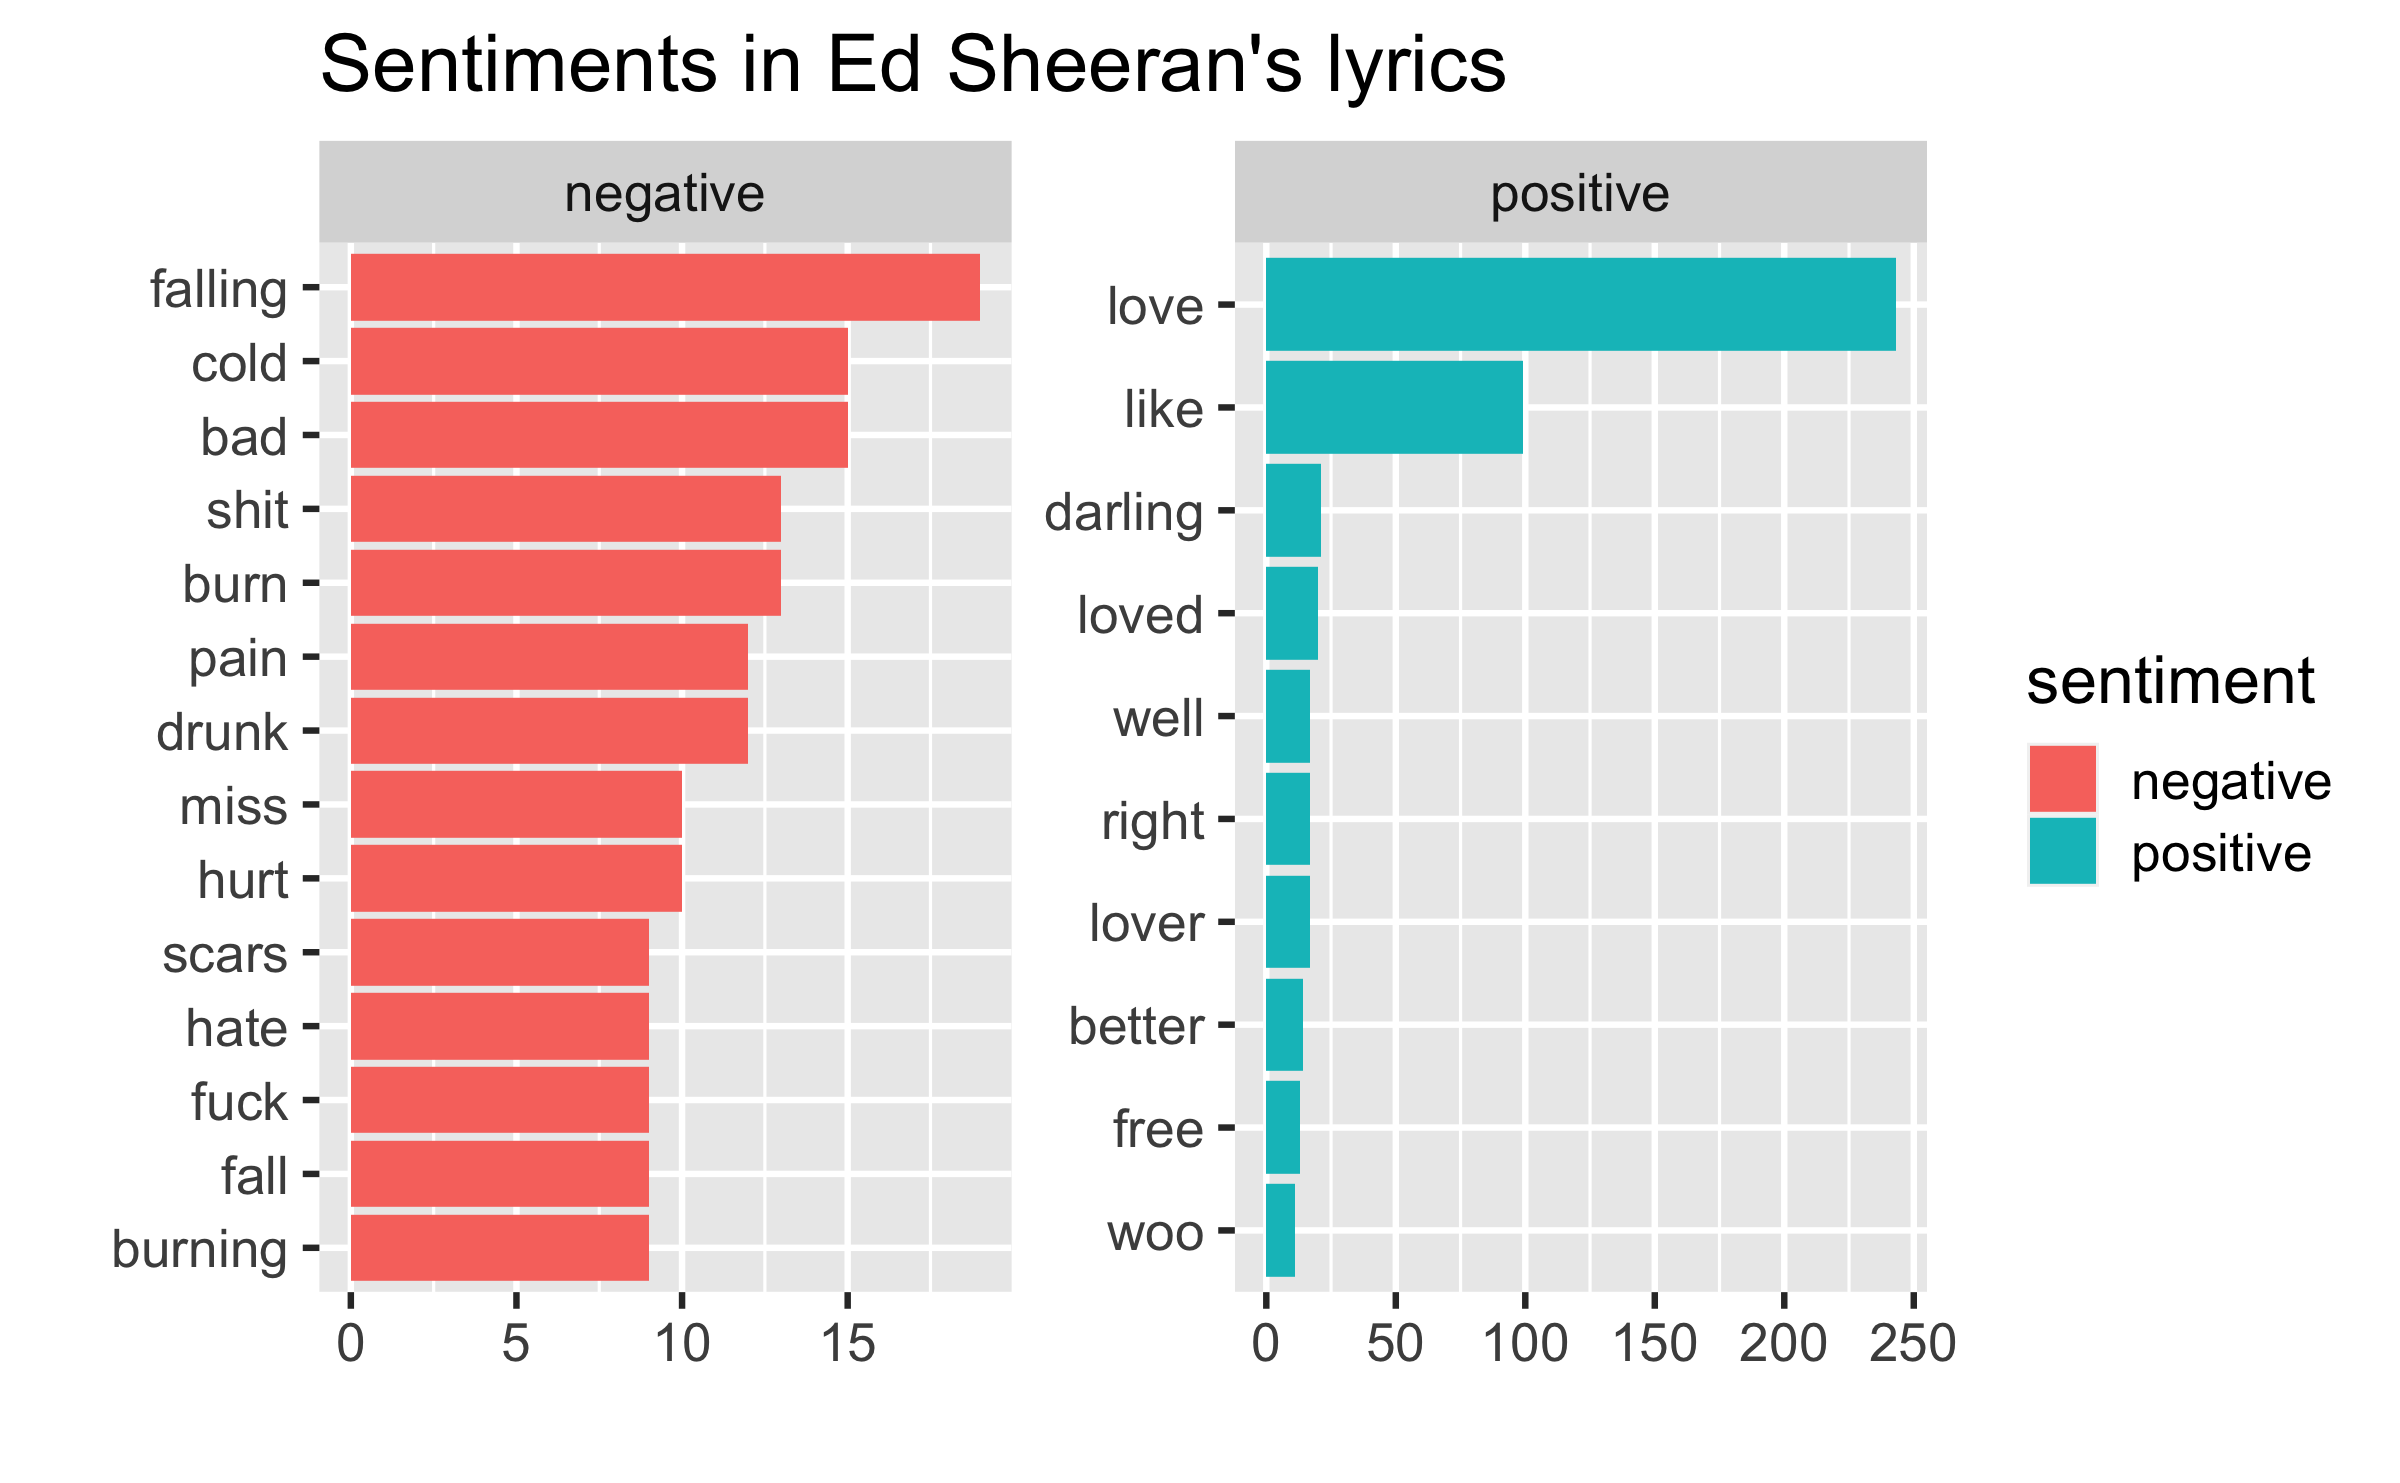 Sentiments in Ed Sheeran's lyrics
negative
falling
cold
bad
shit
burn
pain
drunk
miss
hurt
scars
hate
fuck
fall
burning
0 5 10 15
positive
love
like
darling
loved
well
right
lover
better
free
woo
0 50 100 150 200 250
sentiment
negative
positive